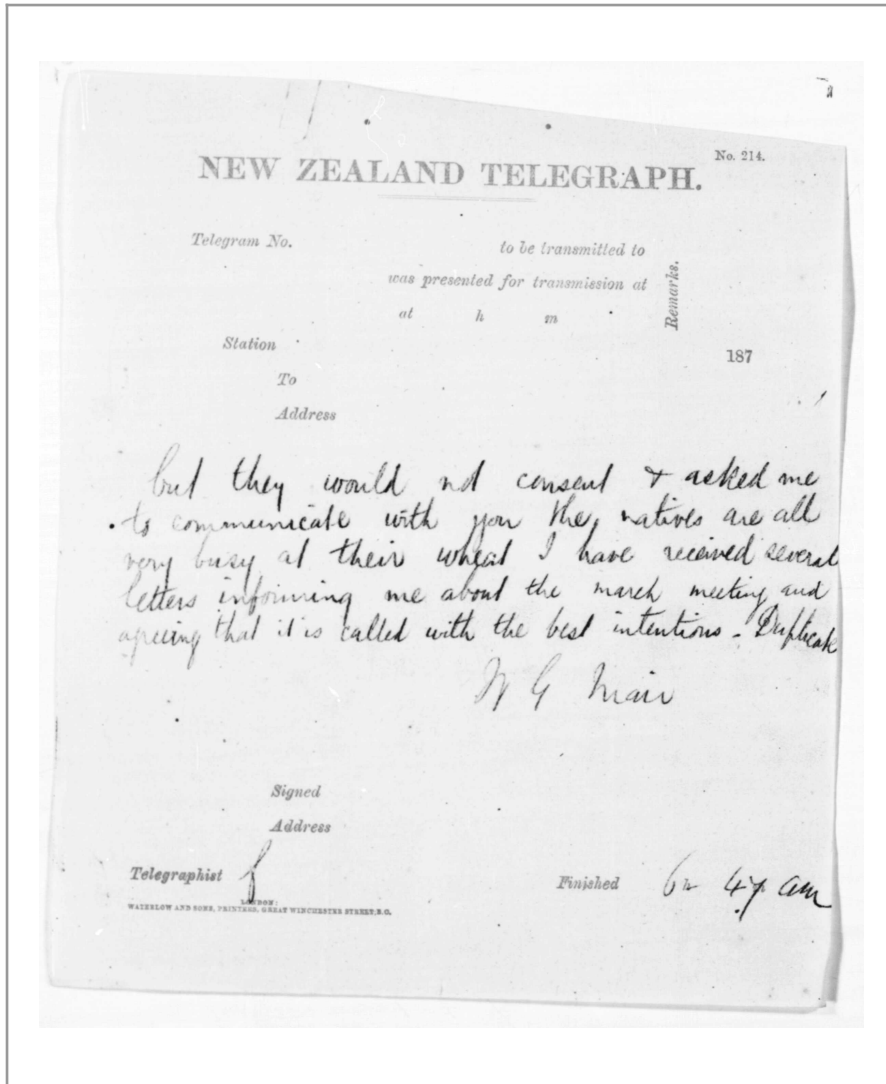 No. 214.
NEW ZEALAND TELEGRAPH.
Telegram No. to be transmitted to
was presented for transmission at
at h m
Remarks.
Station
187
To
Address
but they would not consent & asked me
to communicate with you the natives are all
very busy at their wheat I have received several
letters informing me about the march meeting and
agreeing that it is called with the best intentions - Duplicate
W G Mair
Signed
Address
Telegraphist
Finished 47 am
LONDON:
WATERLOW AND SONS, PRINTERS, GREAT WINCHESTER STREET, E.C.